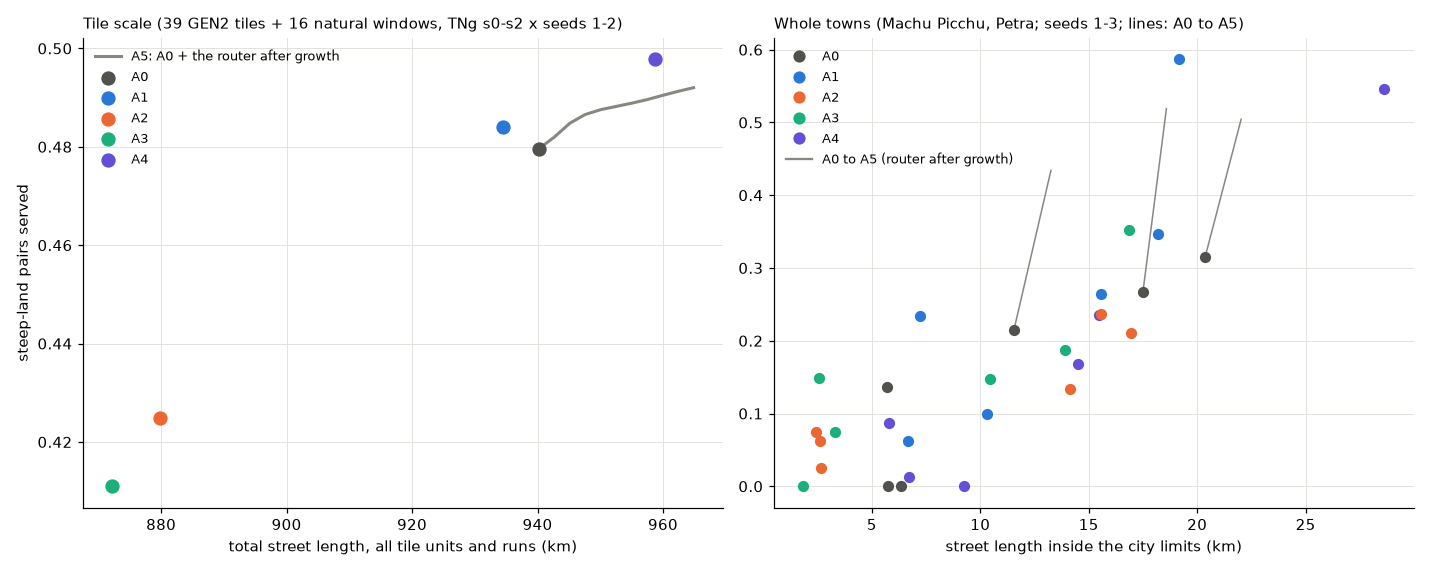 Tile scale (39 GEN2 tiles + 16 natural windows, TNg s0-s2 x seeds 1-2)
A5: A0 + the router after growth
A0
A1
A2
A3
A4
0.50
0.48
0.46
0.44
0.42
steep-land pairs served
880
900
920
940
960
total street length, all tile units and runs (km)
Whole towns (Machu Picchu, Petra; seeds 1-3; lines: A0 to A5)
A0
A1
A2
A3
A4
A0 to A5 (router after growth)
0.6
0.5
0.4
0.3
0.2
0.1
0.0
5
10
15
20
25
street length inside the city limits (km)